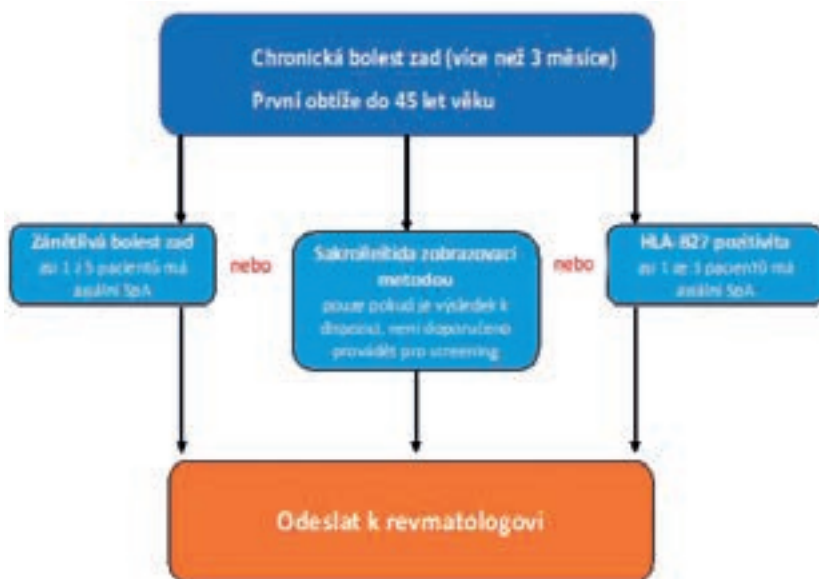 Chronická bolest zad (více než 3 měsíce)
První obtíže do 45 let věku
Zánětlivá bolest zad
asi 1 z 5 pacientů má
axiální SpA
nebo
Sakroileitida zobrazovací
metodou
pouze pokud je výsledek k
dispozici, není doporučeno
provádět pro screening
nebo
HLA-B27 pozitivita
asi 1 ze 3 pacientů má
axiální SpA
Odeslat k revmatologovi